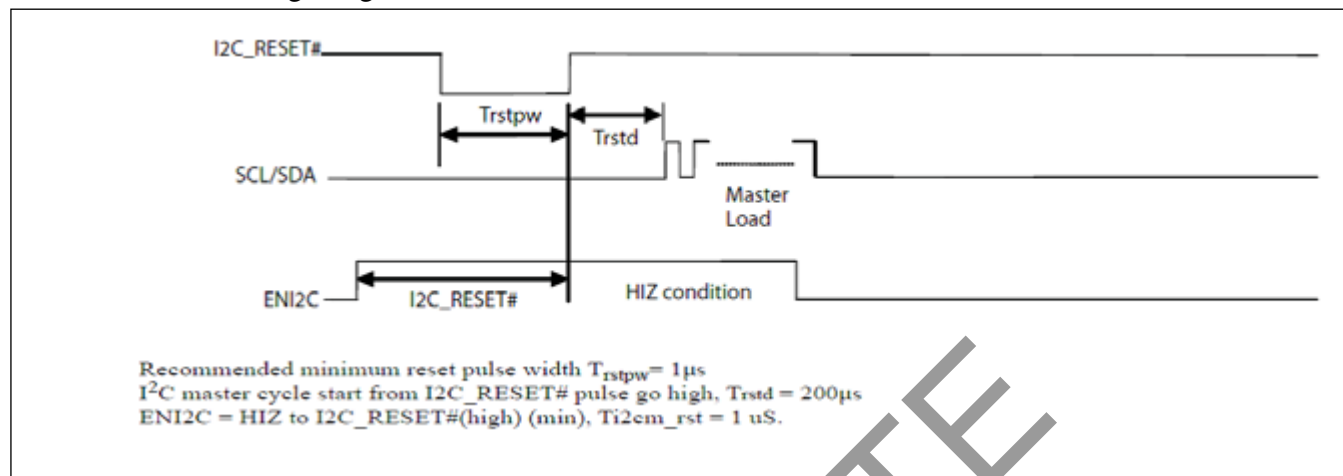 I2C_RESET#
Trstpw
Trstd
SCL/SDA
Master
Load
ENI2C
I2C_RESET#
HIZ condition
Recommended minimum reset pulse width Trstpw= 1µs
I2C master cycle start from I2C_RESET# pulse go high, Trstd = 200µs
ENI2C = HIZ to I2C_RESET#(high) (min), Ti2cm_rst = 1 uS.